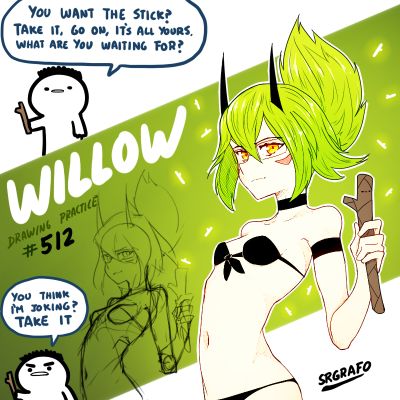 YOU WANT THE STICK?
TAKE IT, GO ON, IT'S ALL YOURS.
WHAT ARE YOU WAITING FOR?
WILLOW
DRAWING PRACTICE
#512
YOU THINK
I'M JOKING?
TAKE IT
SRGRAFO